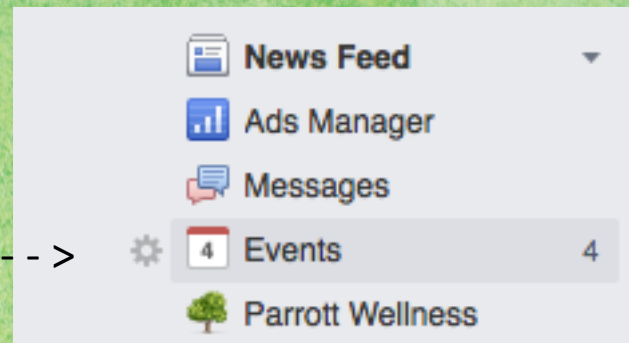 News Feed
Ads Manager
Messages
- - > 4 Events 4
Parrott Wellness